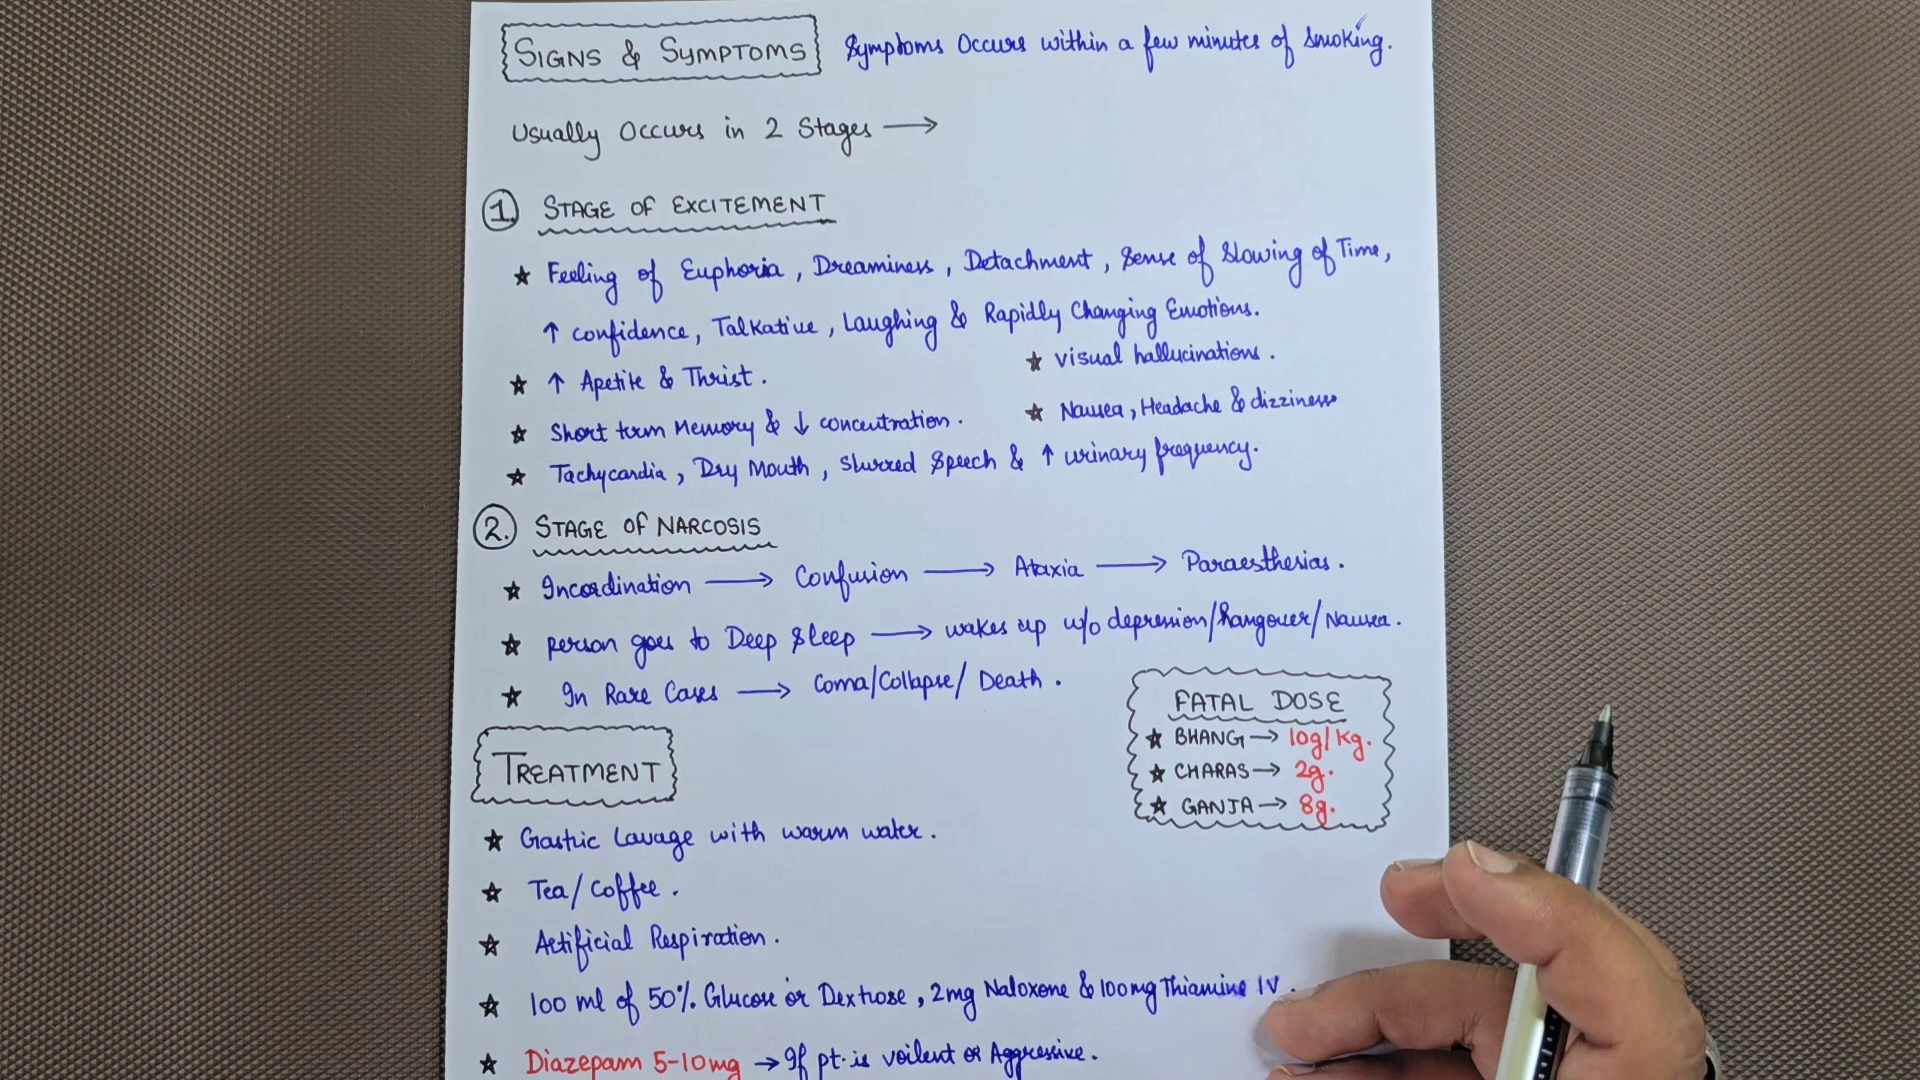 SIGNS & SYMPTOMS Symptoms Occurs within a few minutes of smoking.
Usually Occurs in 2 Stages →
1. STAGE OF EXCITEMENT
★ Feeling of Euphoria, Dreaminess, Detachment, Sense of Slowing of Time,
↑ confidence, Talkative, Laughing & Rapidly Changing Emotions.
★ ↑ Apetite & Thrist.
★ visual hallucinations.
★ Short term Memory & ↓ concentration.
★ Nausea, Headache & dizziness
★ Tachycardia, Dry Mouth, Slurred Speech & ↑ urinary frequency.
2. STAGE OF NARCOSIS
★ Incordination → Confusion → Ataxia → Paraesthesias.
★ person goes to Deep Sleep → wakes up w/o depression/hangover/Nausea.
★ In Rare Cases → Coma/Collapse/Death.
FATAL DOSE
★ BHANG → 10g/kg.
★ CHARAS → 2g.
★ GANJA → 8g.
TREATMENT
★ Gastric Lavage with warm water.
★ Tea/Coffee.
★ Artificial Respiration.
★ 100 ml of 50% Glucose or Dextrose, 2mg Naloxone & 100mg Thiamine IV.
★ Diazepam 5-10mg → If pt. is voilent or Aggressive.